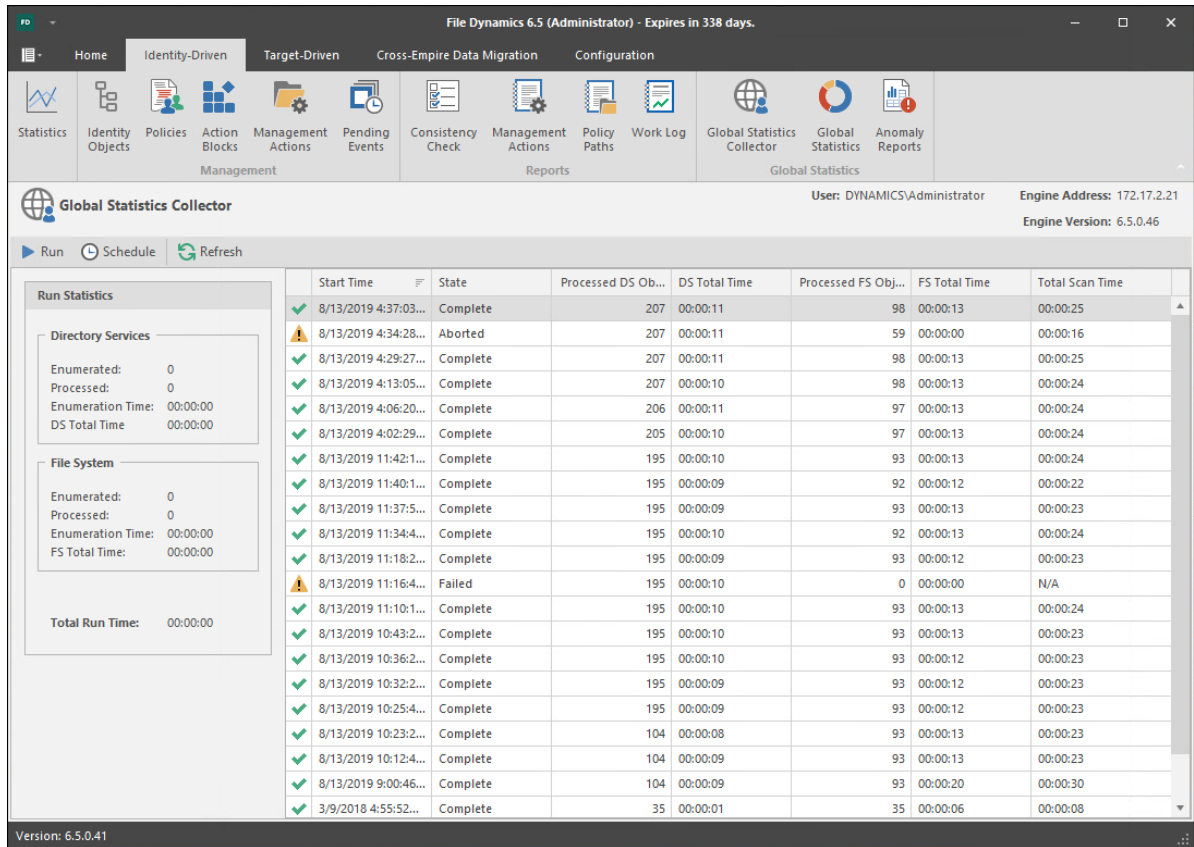 FD
File Dynamics 6.5 (Administrator) - Expires in 338 days.
Home Identity-Driven Target-Driven Cross-Empire Data Migration Configuration
Statistics Identity Objects Policies Action Blocks Management Actions Pending Events Consistency Check Management Actions Policy Paths Work Log Global Statistics Collector Global Statistics Anomaly Reports
Management Reports Global Statistics
Global Statistics Collector
User: DYNAMICS\Administrator Engine Address: 172.17.2.21
Engine Version: 6.5.0.46
Run Schedule Refresh
Run Statistics
Directory Services
Enumerated: 0
Processed: 0
Enumeration Time: 00:00:00
DS Total Time 00:00:00
File System
Enumerated: 0
Processed: 0
Enumeration Time: 00:00:00
FS Total Time: 00:00:00
Total Run Time: 00:00:00
Start Time State Processed DS Ob... DS Total Time Processed FS Obj... FS Total Time Total Scan Time
8/13/2019 4:37:03... Complete 207 00:00:11 98 00:00:13 00:00:25
8/13/2019 4:34:28... Aborted 207 00:00:11 59 00:00:00 00:00:16
8/13/2019 4:29:27... Complete 207 00:00:11 98 00:00:13 00:00:25
8/13/2019 4:13:05... Complete 207 00:00:10 98 00:00:13 00:00:24
8/13/2019 4:06:20... Complete 206 00:00:11 97 00:00:13 00:00:24
8/13/2019 4:02:29... Complete 205 00:00:10 97 00:00:13 00:00:24
8/13/2019 11:42:1... Complete 195 00:00:10 93 00:00:13 00:00:24
8/13/2019 11:40:1... Complete 195 00:00:09 92 00:00:12 00:00:22
8/13/2019 11:37:5... Complete 195 00:00:09 93 00:00:13 00:00:23
8/13/2019 11:34:4... Complete 195 00:00:10 92 00:00:13 00:00:24
8/13/2019 11:18:2... Complete 195 00:00:09 93 00:00:12 00:00:23
8/13/2019 11:16:4... Failed 195 00:00:10 0 00:00:00 N/A
8/13/2019 11:10:1... Complete 195 00:00:10 93 00:00:13 00:00:24
8/13/2019 10:43:2... Complete 195 00:00:10 93 00:00:13 00:00:23
8/13/2019 10:36:2... Complete 195 00:00:10 93 00:00:12 00:00:23
8/13/2019 10:32:2... Complete 195 00:00:09 93 00:00:12 00:00:23
8/13/2019 10:25:4... Complete 195 00:00:09 93 00:00:12 00:00:23
8/13/2019 10:23:2... Complete 104 00:00:08 93 00:00:13 00:00:23
8/13/2019 10:12:4... Complete 104 00:00:09 93 00:00:13 00:00:23
8/13/2019 9:00:46... Complete 104 00:00:09 93 00:00:20 00:00:30
3/9/2018 4:55:52... Complete 35 00:00:01 35 00:00:06 00:00:08
Version: 6.5.0.41